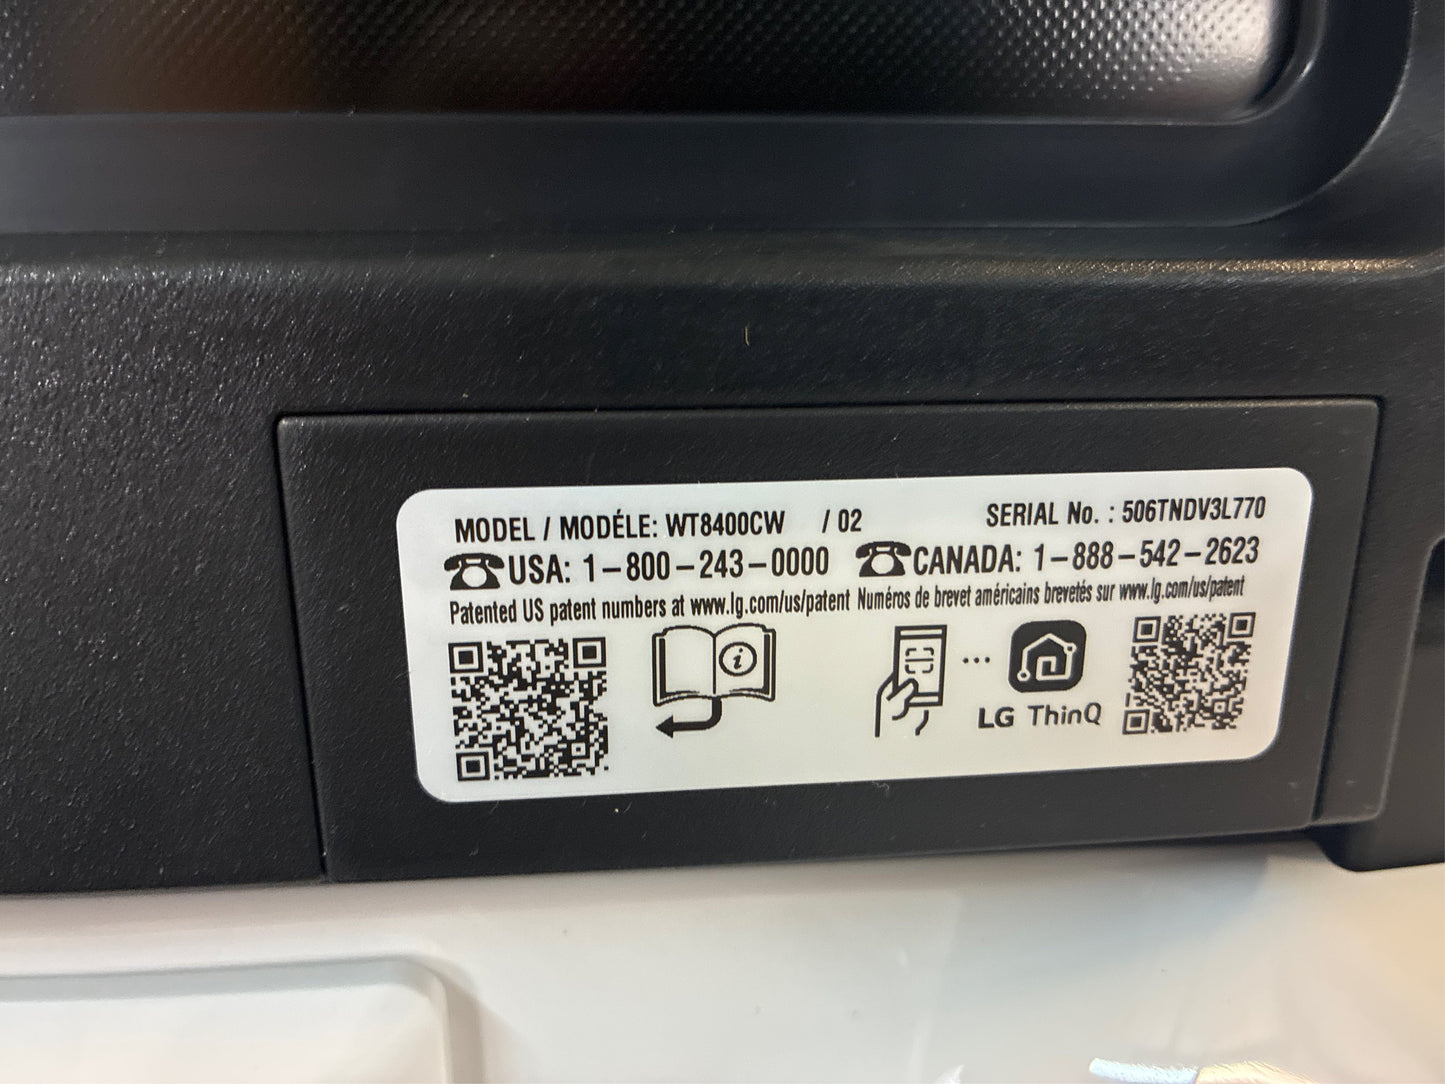 MODEL / MODÉLE: WT8400CW / 02 SERIAL No. : 506TNDV3L770
USA: 1-800-243-0000 CANADA: 1-888-542-2623
Patented US patent numbers at www.lg.com/us/patent Numéros de brevet américains brevetés sur www.lg.com/us/patent
i
LG ThinQ